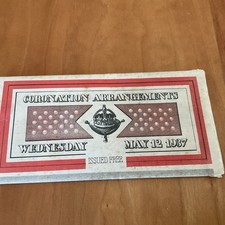 CORONATION ARRANGEMENTS
WEDNESDAY MAY 12 1937
ISSUED FREE